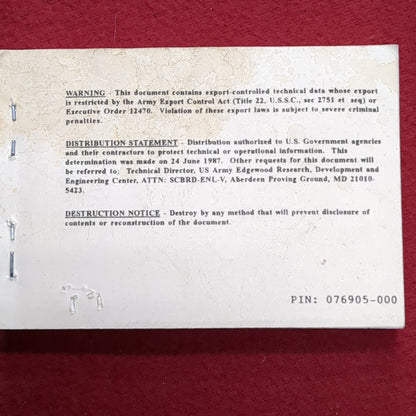 WARNING - This document contains export-controlled technical data whose export
is restricted by the Army Export Control Act (Title 22, U.S.S.C., sec 2751 et seq) or
Executive Order 12470. Violation of these export laws is subject to severe criminal
penalties.
DISTRIBUTION STATEMENT - Distribution authorized to U.S. Government agencies
and their contractors to protect technical or operational information. This
determination was made on 24 June 1987. Other requests for this document will
be referred to: Technical Director, US Army Edgewood Research, Development and
Engineering Center, ATTN: SCBRD-ENL-V, Aberdeen Proving Ground, MD 21010-
5423.
DESTRUCTION NOTICE - Destroy by any method that will prevent disclosure of
contents or reconstruction of the document.
PIN: 076905-000